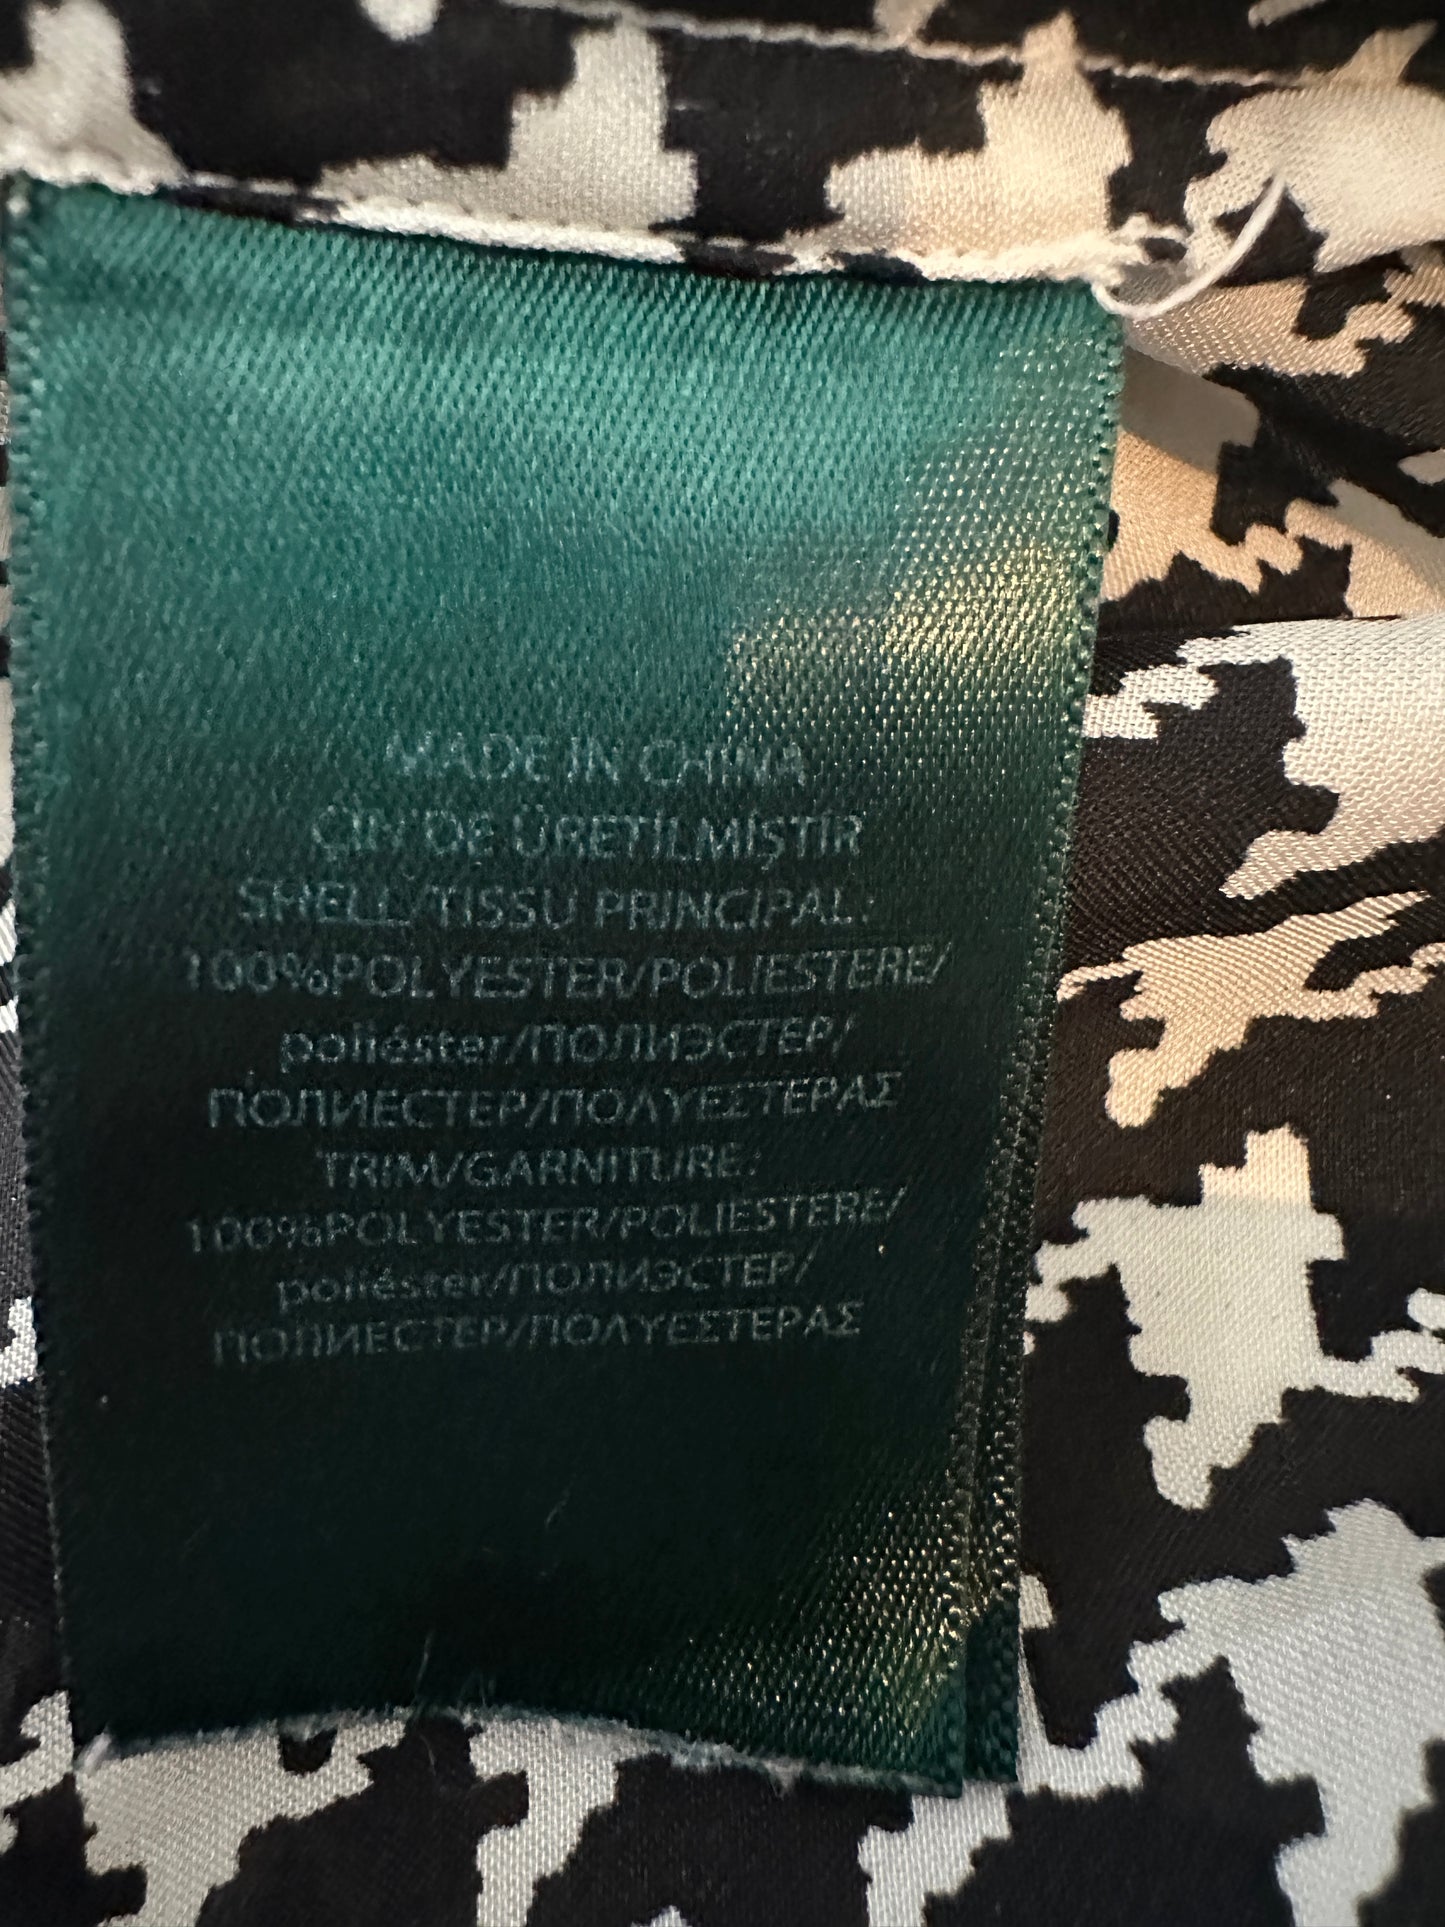 MADE IN CHINA
ÇİN'DE ÜRETİLMİŞTİR
SHELL/TISSU PRINCIPAL:
100%POLYESTER/POLIESTERE/
poliéster/ПОЛИЭСТЕР/
ПОЛИЕСТЕР/ΠΟΛΥΕΣΤΕΡΑΣ
TRIM/GARNITURE:
100%POLYESTER/POLIESTERE/
poliéster/ПОЛИЭСТЕР/
ПОЛИЕСТЕР/ΠΟΛΥΕΣΤΕΡΑΣ